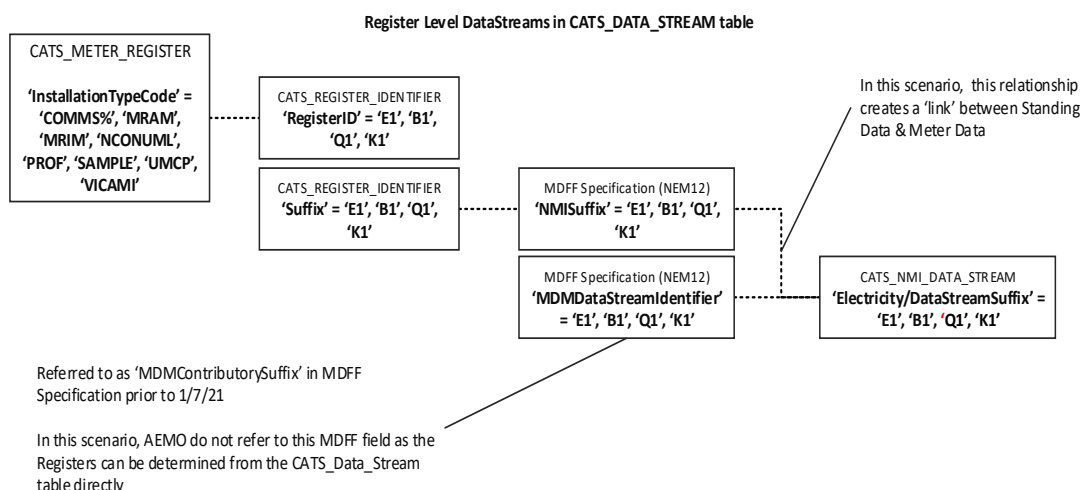 Register Level DataStreams in CATS_DATA_STREAM table
CATS_METER_REGISTER
‘InstallationTypeCode’ =
‘COMMS%’, ‘MRAM’,
‘MRIM’, ‘NCONUML’,
‘PROF’, ‘SAMPLE’, ‘UMCP’,
‘VICAMI’
CATS_REGISTER_IDENTIFIER
‘RegisterID’ = ‘E1’, ‘B1’,
‘Q1’, ‘K1’
CATS_REGISTER_IDENTIFIER
‘Suffix’ = ‘E1’, ‘B1’, ‘Q1’,
‘K1’
MDFF Specification (NEM12)
‘NMISuffix’ = ‘E1’, ‘B1’, ‘Q1’,
‘K1’
MDFF Specification (NEM12)
‘MDMDataStreamIdentifier’
= ‘E1’, ‘B1’, ‘Q1’, ‘K1’
In this scenario, this relationship
creates a ‘link’ between Standing
Data & Meter Data
CATS_NMI_DATA_STREAM
‘Electricity/DataStreamSuffix’ =
‘E1’, ‘B1’, ‘Q1’, ‘K1’
Referred to as ‘MDMContributorySuffix’ in MDFF
Specification prior to 1/7/21
In this scenario, AEMO do not refer to this MDFF field as the
Registers can be determined from the CATS_Data_Stream
table directly